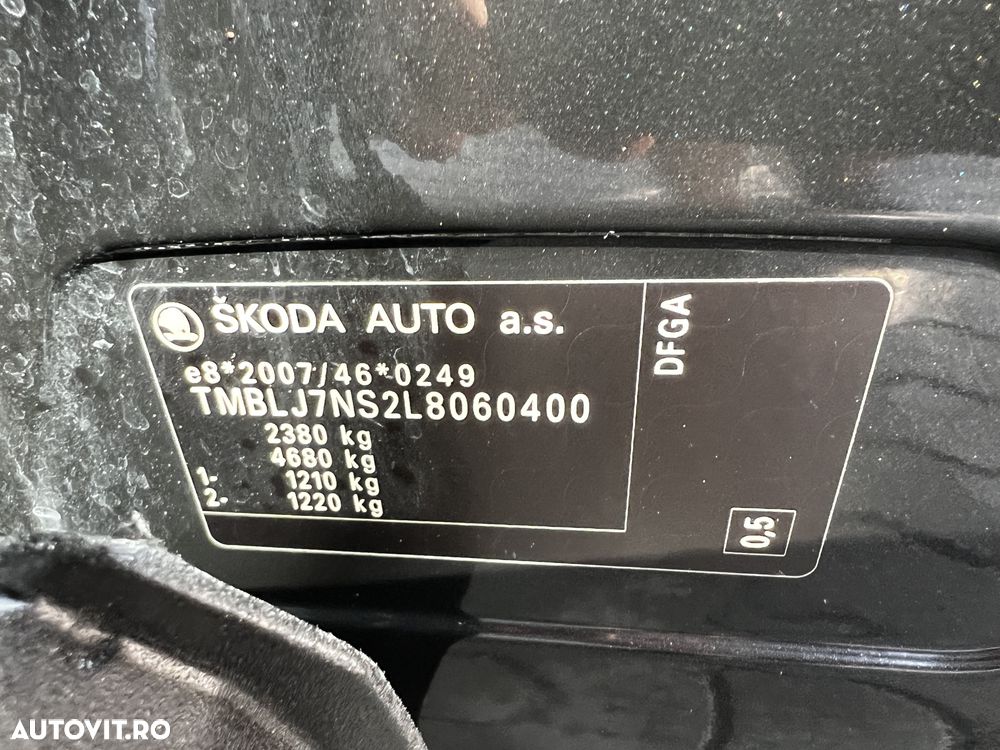 ŠKODA AUTO a.s.
e8*2007/46*0249
TMBLJ7NS2L8060400
2380 kg
4680 kg
1- 1210 kg
2- 1220 kg
DFGA
0,5
AUTOVIT.RO